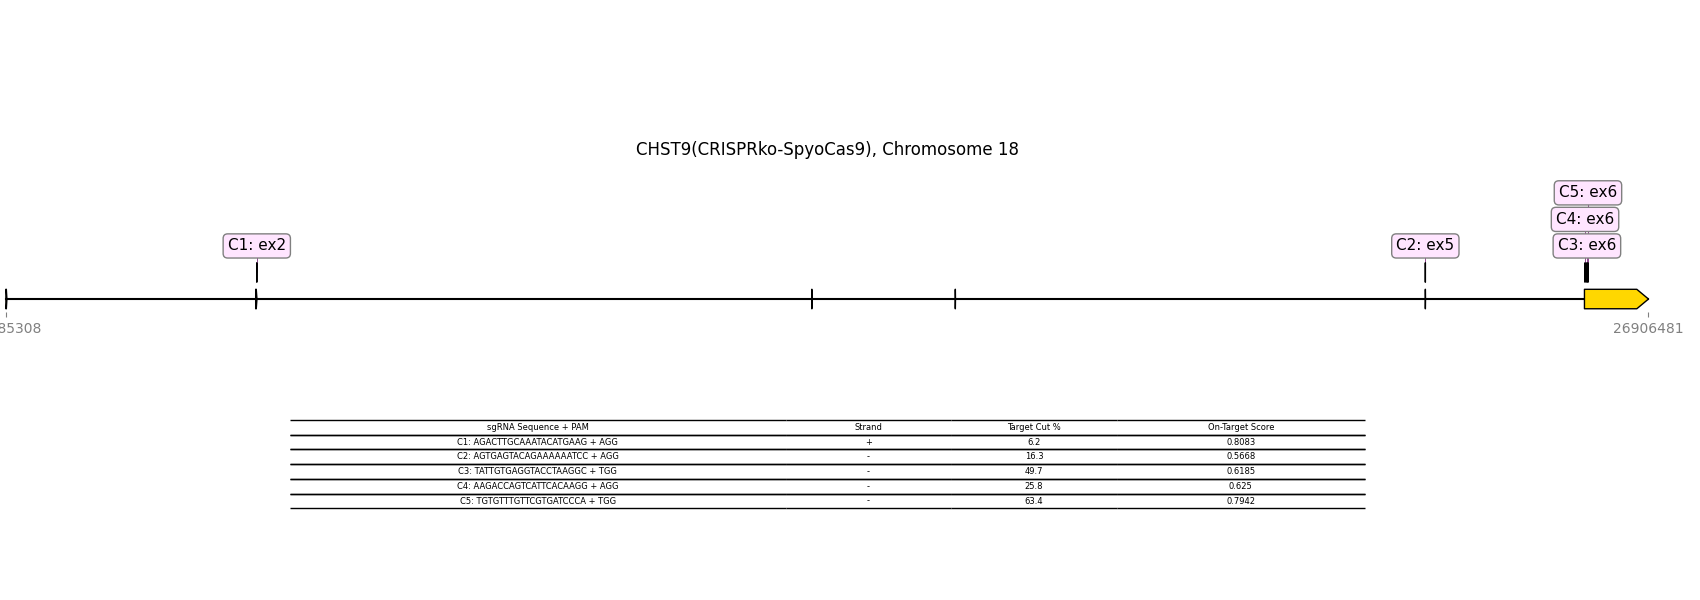 CHST9(CRISPRko-SpyoCas9), Chromosome 18
C5: ex6
C4: ex6
C1: ex2
C2: ex5
C3: ex6
85308
26906481
sgRNA Sequence + PAM Strand Target Cut % On-Target Score
C1: AGACTTGCAAATACATGAAG + AGG + 6.2 0.8083
C2: AGTGAGTACAGAAAAAATCC + AGG - 16.3 0.5668
C3: TATTGTGAGGTACCTAAGGC + TGG - 49.7 0.6185
C4: AAGACCAGTCATTCACAAGG + AGG - 25.8 0.625
C5: TGTGTTTGTTCGTGATCCCA + TGG - 63.4 0.7942